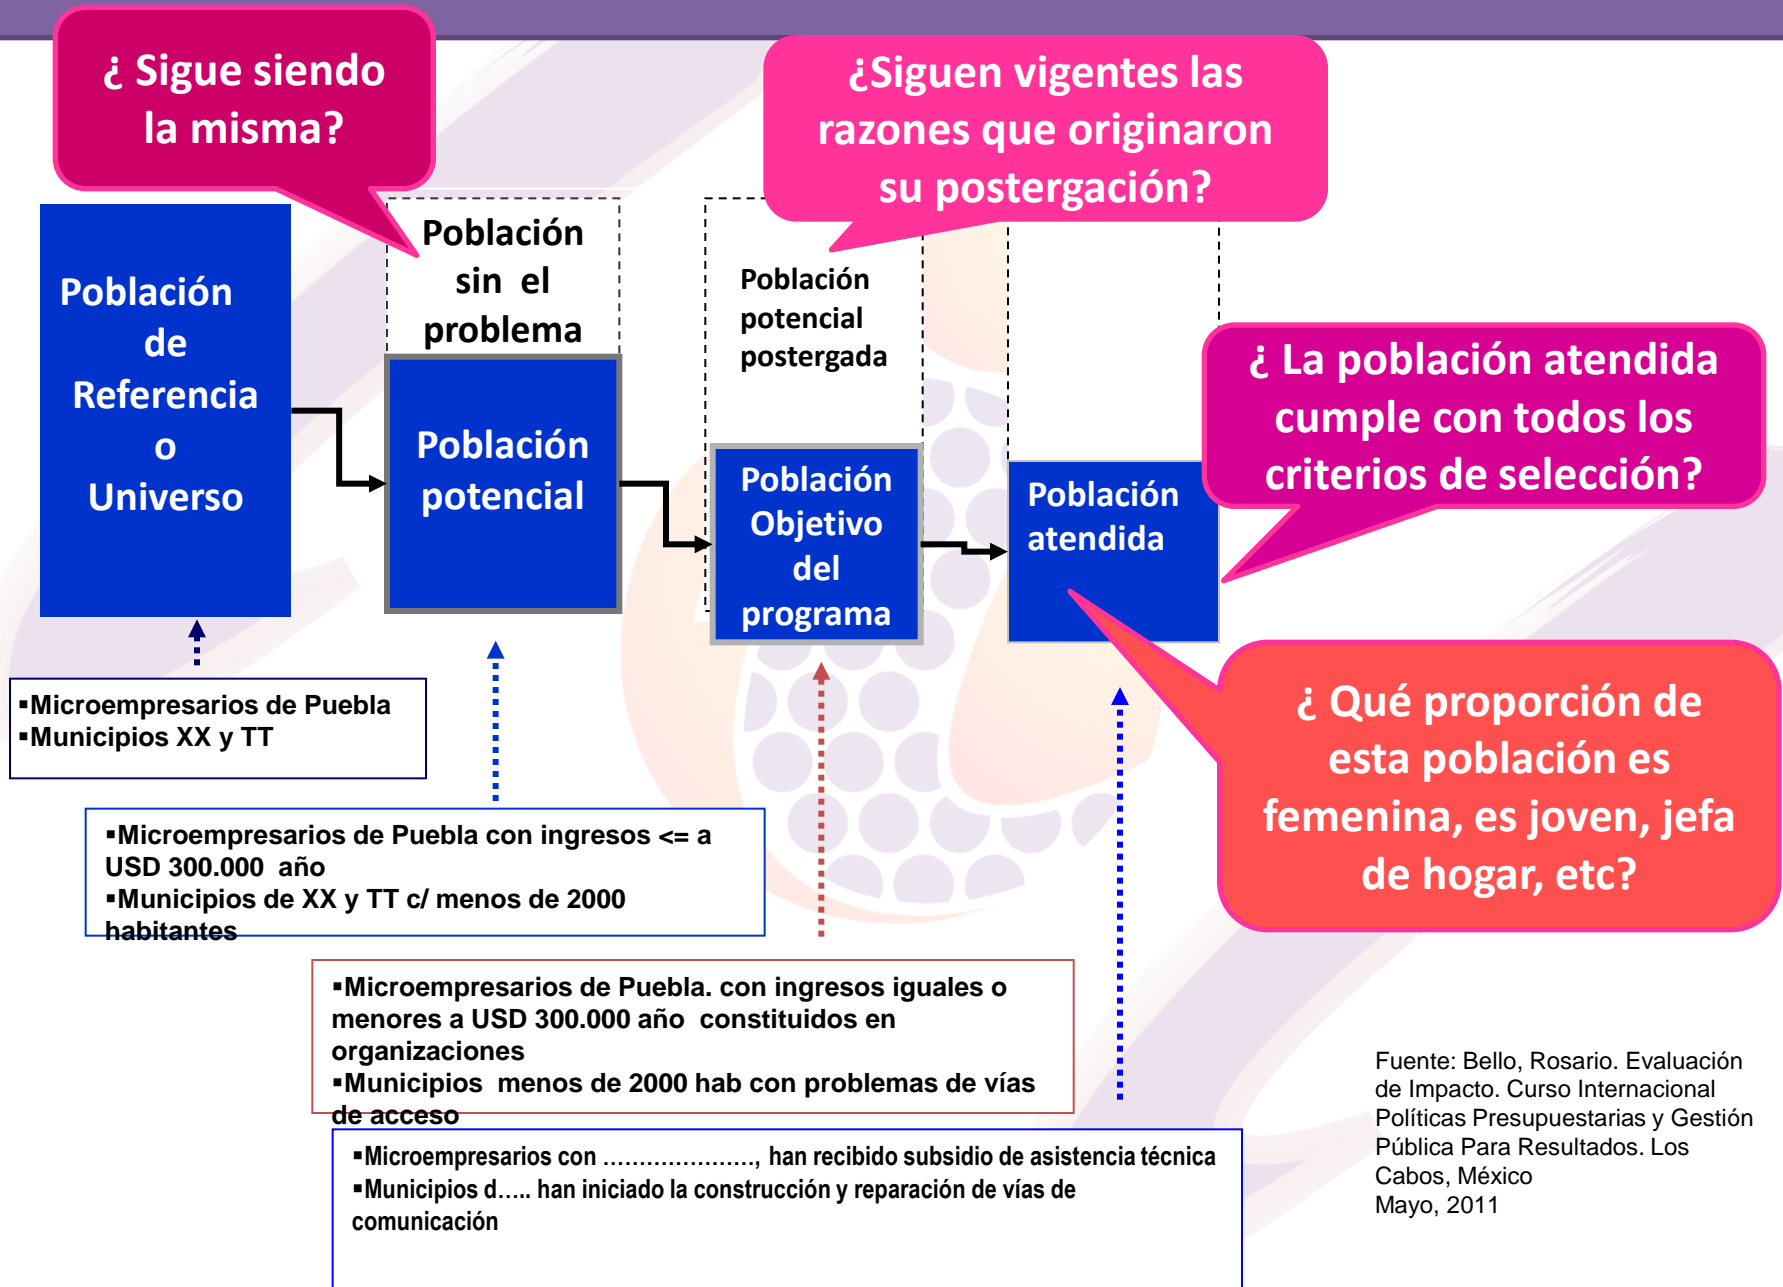 ¿ Sigue siendo
la misma?
¿Siguen vigentes las
razones que originaron
su postergación?
Población
de
Referencia
o
Universo
Población
sin el
problema
Población
potencial
Población
potencial
postergada
Población
Objetivo
del
programa
Población
atendida
¿ La población atendida
cumple con todos los
criterios de selección?
¿ Qué proporción de
esta población es
femenina, es joven, jefa
de hogar, etc?
▪Microempresarios de Puebla
▪Municipios XX y TT
▪Microempresarios de Puebla con ingresos <= a
USD 300.000 año
▪Municipios de XX y TT c/ menos de 2000
habitantes
▪Microempresarios de Puebla. con ingresos iguales o
menores a USD 300.000 año constituidos en
organizaciones
▪Municipios menos de 2000 hab con problemas de vías
de acceso
▪Microempresarios con …………………, han recibido subsidio de asistencia técnica
▪Municipios d….. han iniciado la construcción y reparación de vías de
comunicación
Fuente: Bello, Rosario. Evaluación
de Impacto. Curso Internacional
Políticas Presupuestarias y Gestión
Pública Para Resultados. Los
Cabos, México
Mayo, 2011